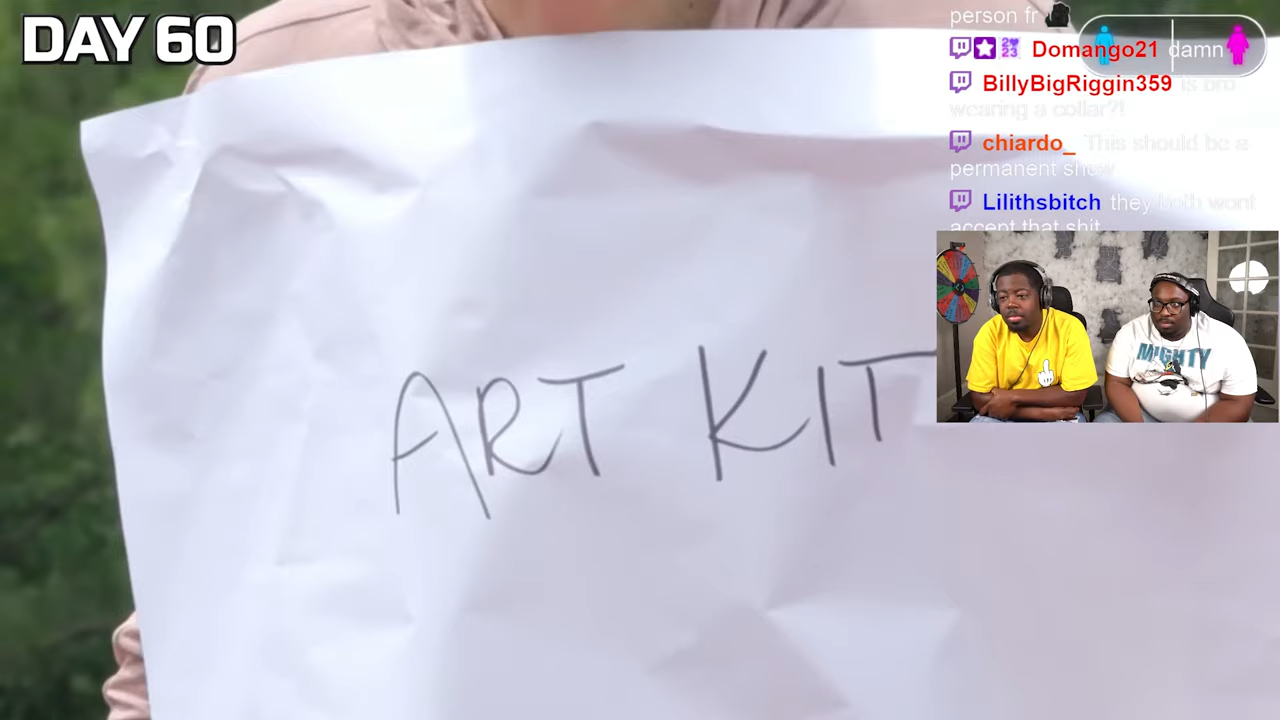 DAY 60
person fr
Domango21 damn
BillyBigRiggin359 is bro
wearing a collar?!
chiardo_ This should be a
permanent show
Lilithsbitch they both wont
accept that shit
ART KIT
MIGHTY